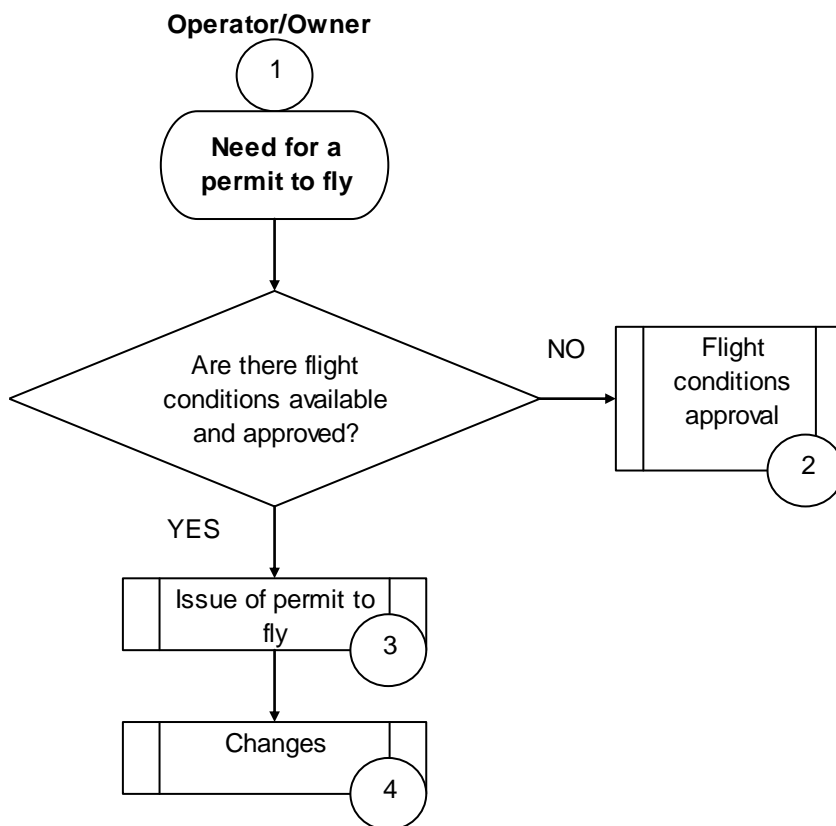 Operator/Owner
1
Need for a
permit to fly
Are there flight
conditions available
and approved?
NO
Flight
conditions
approval
2
YES
Issue of permit to
fly
3
Changes
4